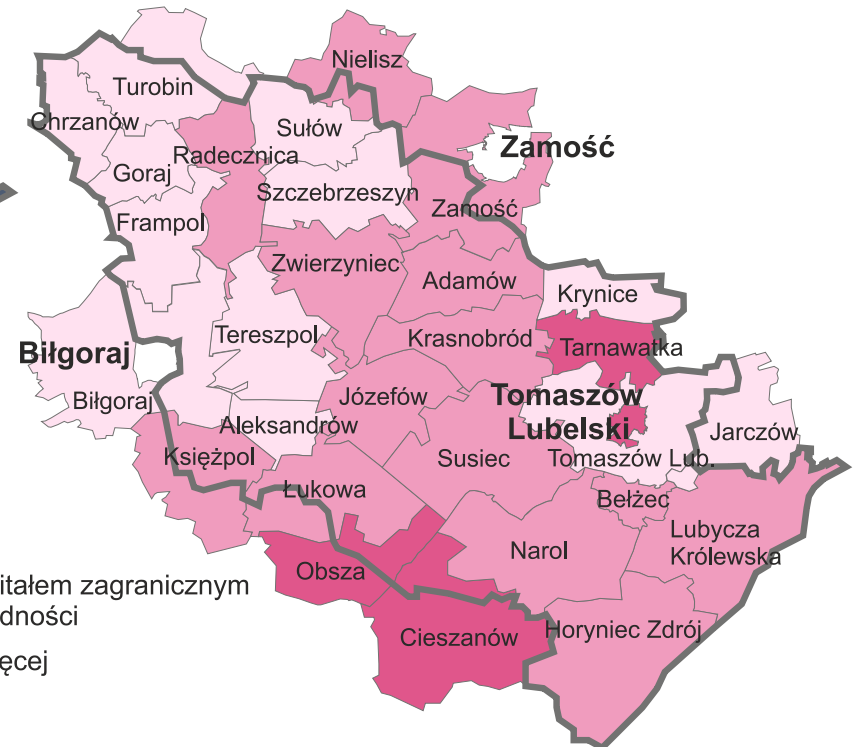 Nielisz
Turobin
Chrzanów
Sułów
Radecznica
Zamość
Goraj
Szczebrzeszyn
Zamość
Frampol
Zwierzyniec
Adamów
Krynice
Tereszpol
Krasnobród
Tarnawatka
Biłgoraj
Biłgoraj
Józefów
Tomaszów
Lubelski
Aleksandrów
Jarczów
Księżpol
Susiec
Tomaszów Lub.
Łukowa
Bełżec
Lubycza
Królewska
Narol
Obsza
itałem zagranicznym
dności
Cieszanów
Horyniec Zdrój
ęcej